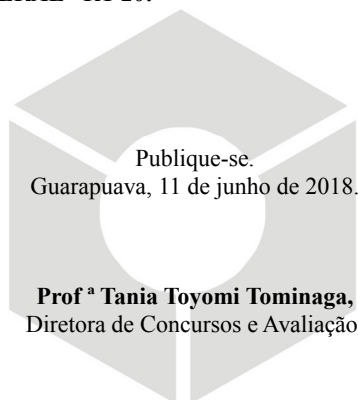 Publique-se.
Guarapuava, 11 de junho de 2018.
Prof ª Tania Toyomi Tominaga,
Diretora de Concursos e Avaliação